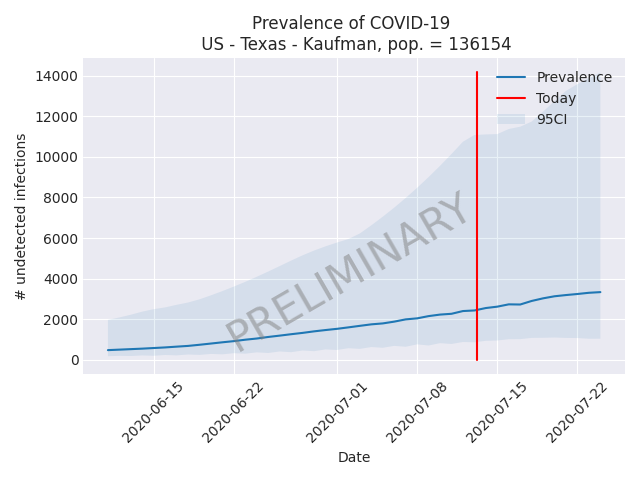 Prevalence of COVID-19
US - Texas - Kaufman, pop. = 136154
14000
12000
10000
8000
6000
4000
2000
0
# undetected infections
Prevalence
Today
95CI
PRELIMINARY
2020-06-15
2020-06-22
2020-07-01
2020-07-08
2020-07-15
2020-07-22
Date